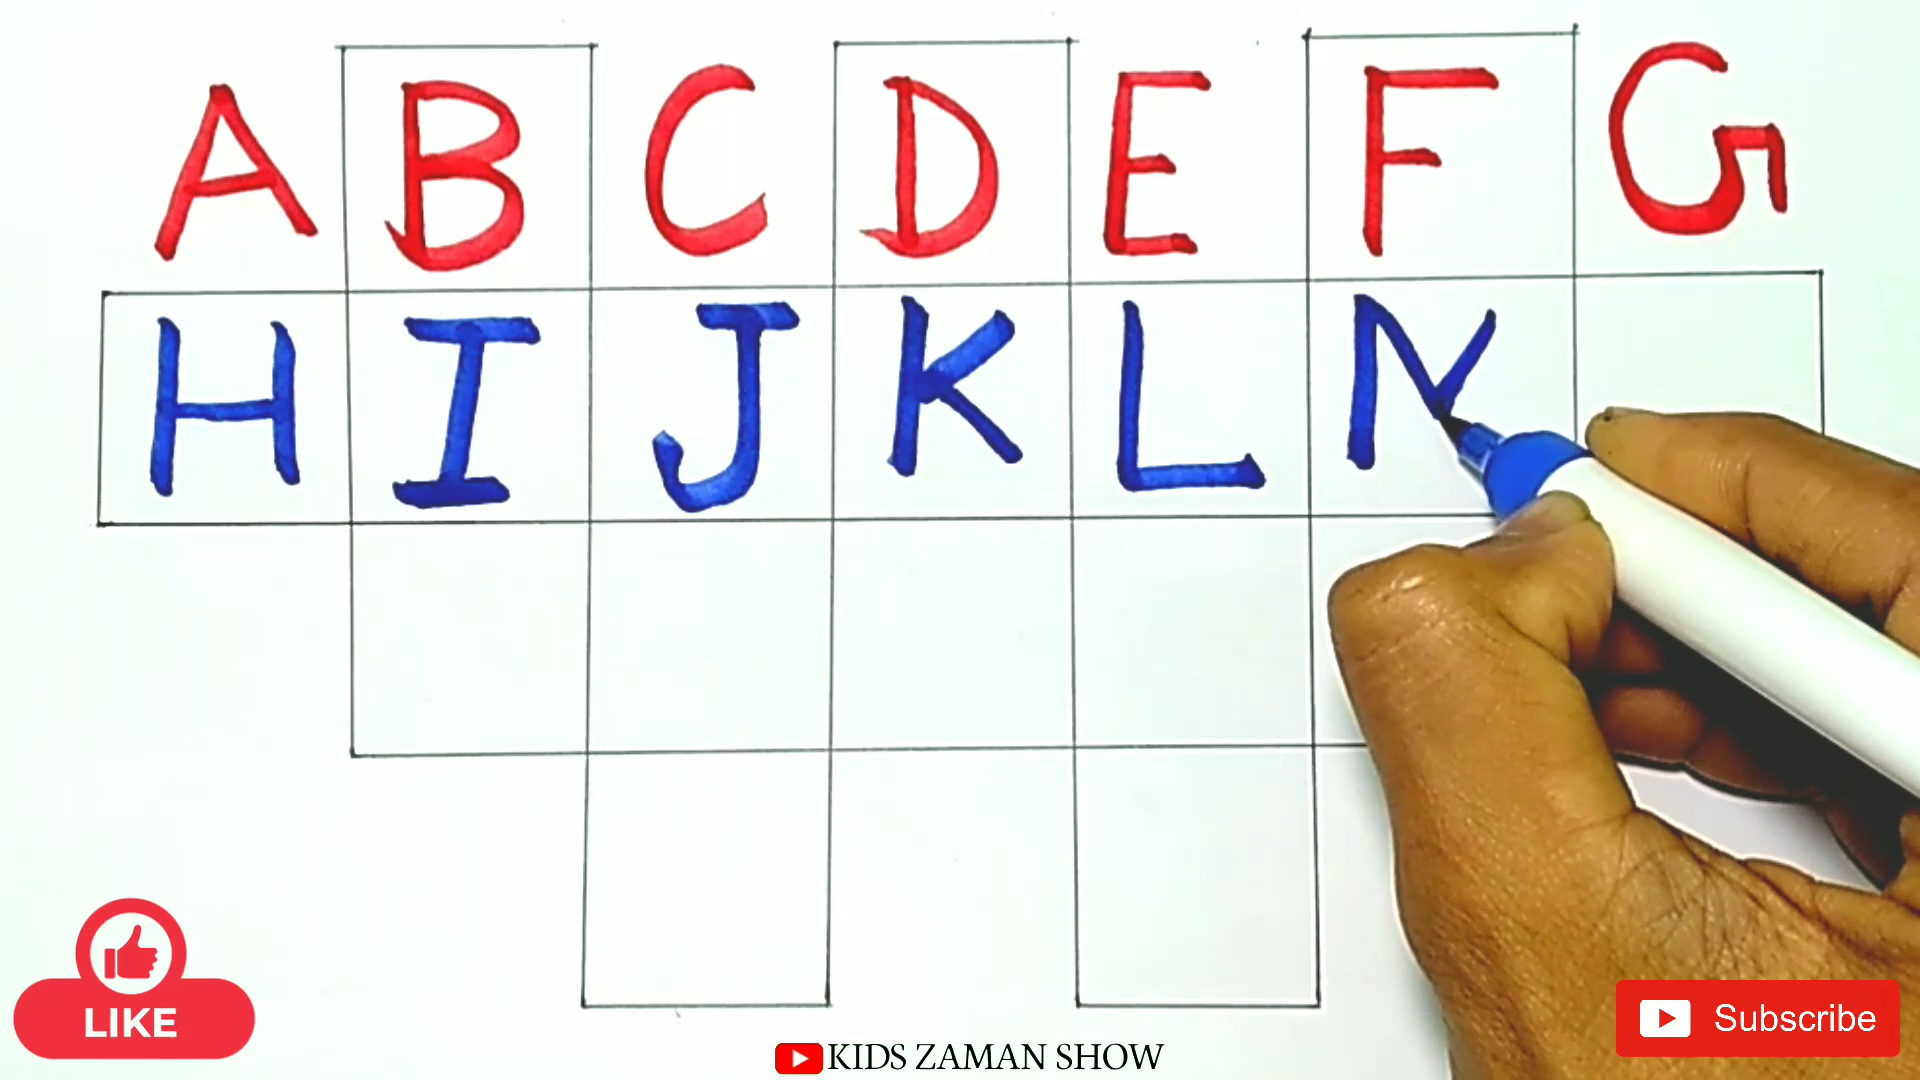 A B C D E F G
H I J K L
LIKE
KIDS ZAMAN SHOW
Subscribe